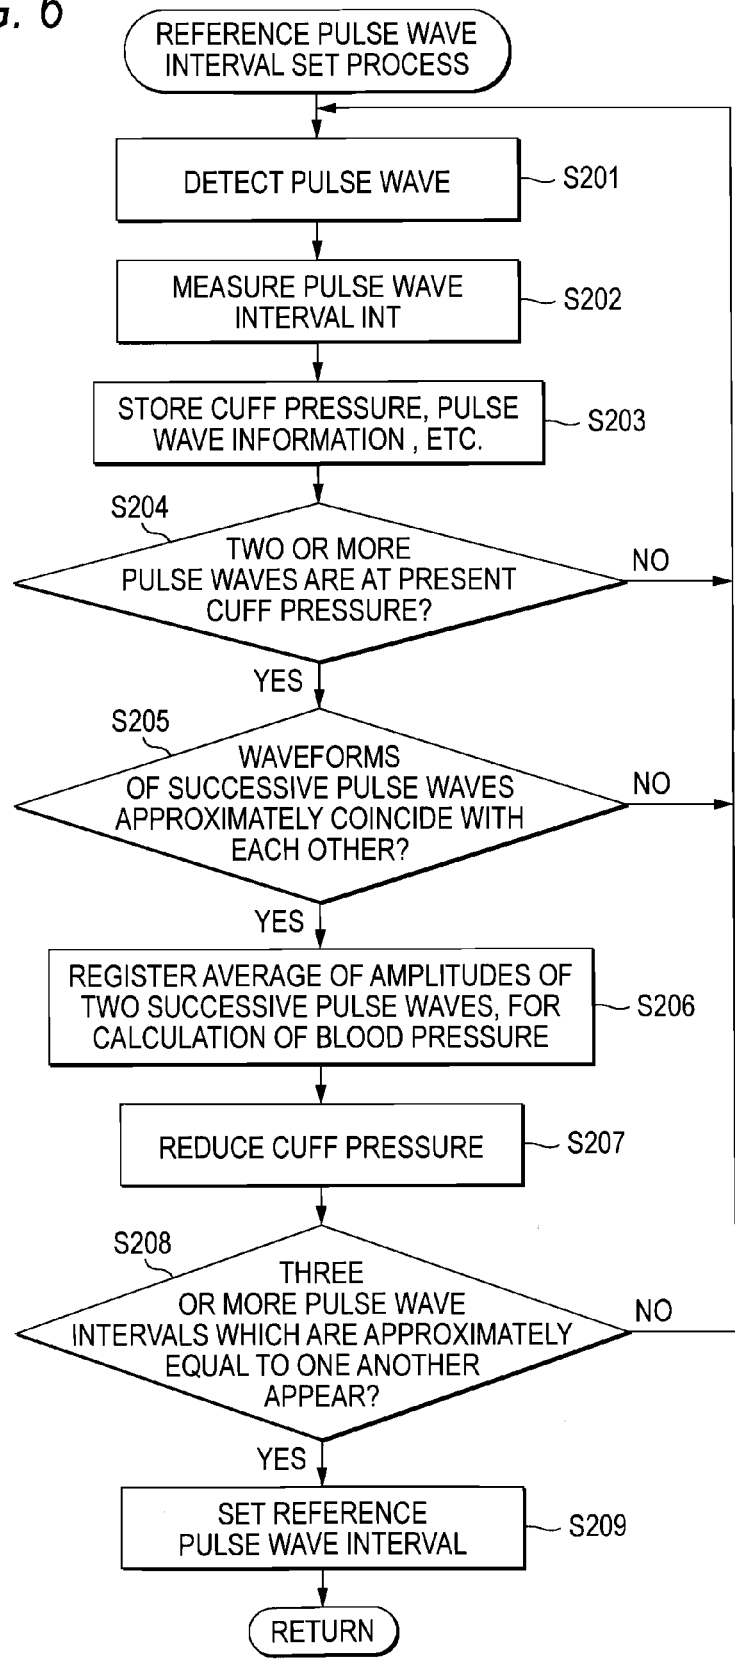 G. 6
REFERENCE PULSE WAVE
INTERVAL SET PROCESS
DETECT PULSE WAVE
S201
MEASURE PULSE WAVE
INTERVAL INT
S202
STORE CUFF PRESSURE, PULSE
WAVE INFORMATION , ETC.
S203
S204
TWO OR MORE
PULSE WAVES ARE AT PRESENT
CUFF PRESSURE?
NO
YES
S205
WAVEFORMS
OF SUCCESSIVE PULSE WAVES
APPROXIMATELY COINCIDE WITH
EACH OTHER?
NO
YES
REGISTER AVERAGE OF AMPLITUDES OF
TWO SUCCESSIVE PULSE WAVES, FOR
CALCULATION OF BLOOD PRESSURE
S206
REDUCE CUFF PRESSURE
S207
S208
THREE
OR MORE PULSE WAVE
INTERVALS WHICH ARE APPROXIMATELY
EQUAL TO ONE ANOTHER
APPEAR?
NO
YES
SET REFERENCE
PULSE WAVE INTERVAL
S209
RETURN